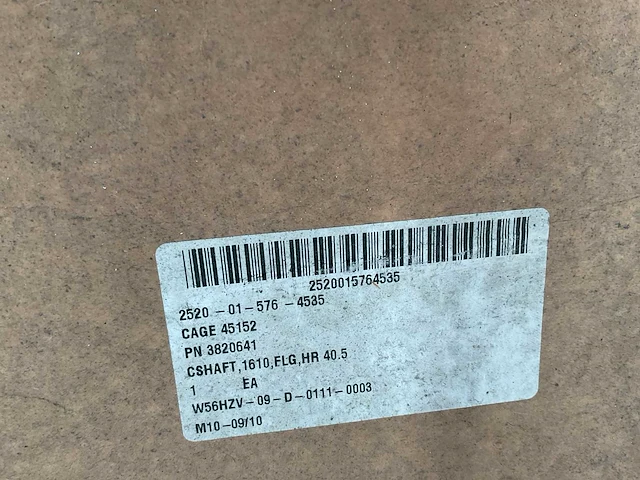 2520015764535
2520-01-576-4535
CAGE 45152
PN 3820641
CSHAFT,1610,FLG,HR 40.5
1 EA
W56HZV-09-D-0111-0003
M10-09/10